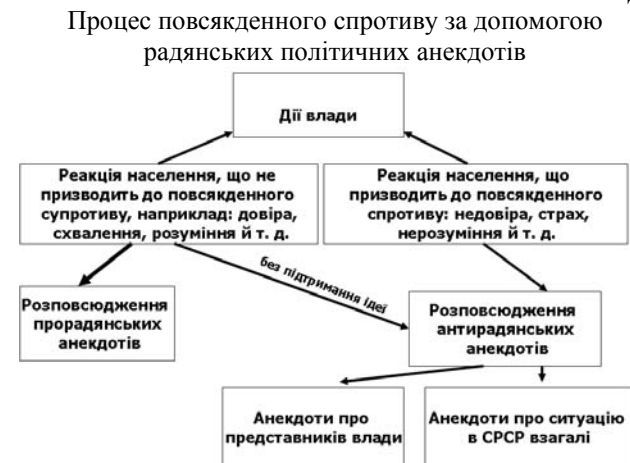 Процес повсякденного спротиву за допомогою
радянських політичних анекдотів
Дії влади
Реакція населення, що не
призводить до повсякденного
супротиву, наприклад: довіра,
схвалення, розуміння й т. д.
Реакція населення, що
призводить до повсякденного
спротиву: недовіра, страх,
нерозуміння й т. д.
без підтримання ідеї
Розповсюдження
прорадянських
анекдотів
Розповсюдження
антирадянських
анекдотів
Анекдоти про
представників влади
Анекдоти про ситуацію
в СРСР взагалі